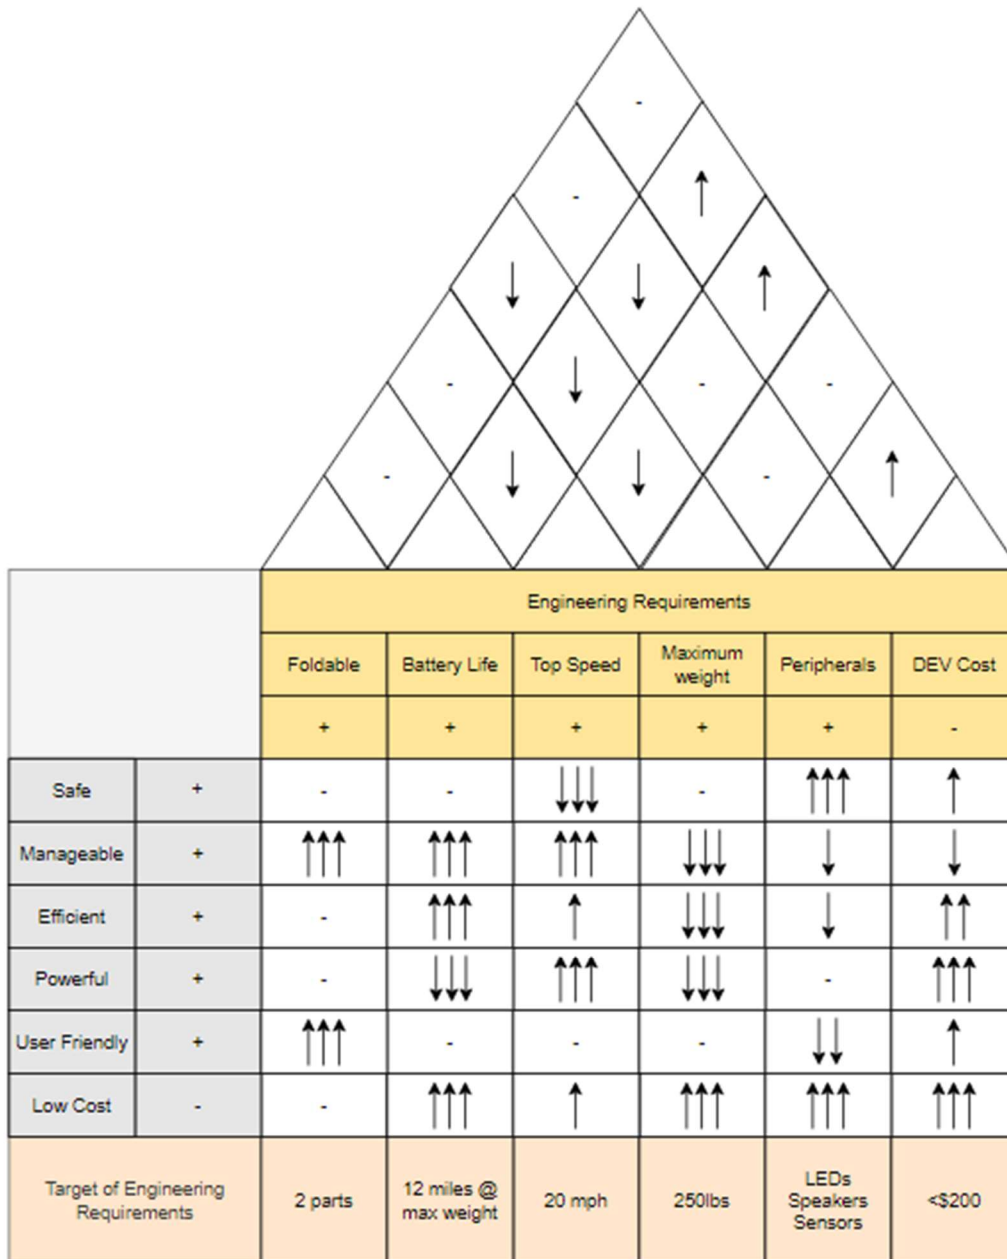 -
- ↑
↓ ↓ ↑
- ↓ - -
- ↓ ↓ - ↑
Engineering Requirements
Foldable Battery Life Top Speed Maximum weight Peripherals DEV Cost
+ + + + + -
Safe + - - ↓↓↓ - ↑↑↑ ↑
Manageable + ↑↑↑ ↑↑↑ ↑↑↑ ↓↓↓ ↓ ↓
Efficient + - ↑↑↑ ↑ ↓↓↓ ↓ ↑↑
Powerful + - ↓↓↓ ↑↑↑ ↓↓↓ - ↑↑↑
User Friendly + ↑↑↑ - - - ↓↓ ↑
Low Cost - - ↑↑↑ ↑ ↑↑↑ ↑↑↑ ↑↑↑
Target of Engineering
Requirements
2 parts
12 miles @
max weight
20 mph
250lbs
LEDs
Speakers
Sensors
<$200